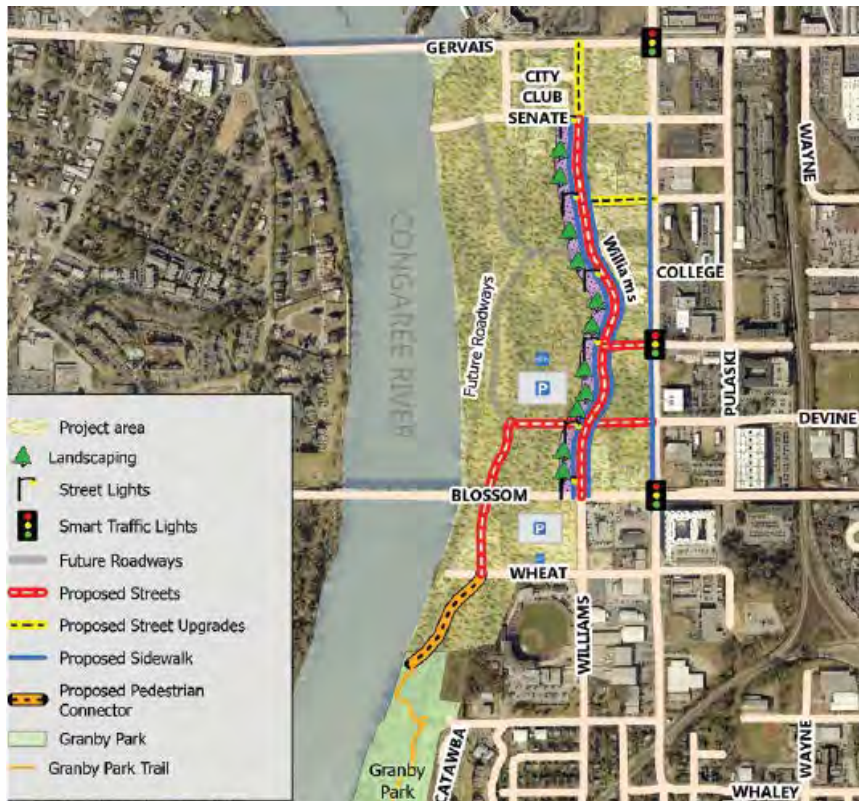 GERVAIS
CITY
CLUB
SENATE
WAYNE
CONGAREE RIVER
Williams
COLLEGE
Future Roadways
P
PULASKI
DEVINE
BLOSSOM
P
WHEAT
WILLIAMS
CATAWBA
WAYNE
WHALEY
Granby
Park
Project area
Landscaping
Street Lights
Smart Traffic Lights
Future Roadways
Proposed Streets
Proposed Street Upgrades
Proposed Sidewalk
Proposed Pedestrian
Connector
Granby Park
Granby Park Trail